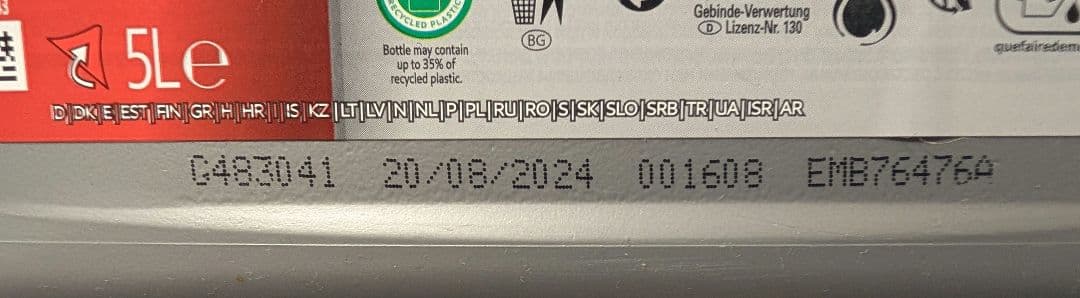 RECYCLED PLASTIC
Bottle may contain
up to 35% of
recycled plastic.
BG
Gebinde-Verwertung
D Lizenz-Nr. 130
quefairedem
5Le
D|DK|E|EST|FIN|GR|H|HR|I|IS|KZ|LT|LV|N|NL|P|PL|RU|RO|S|SK|SLO|SRB|TR|UA|ISR|AR
G483041 20/08/2024 001608 EMB76476A